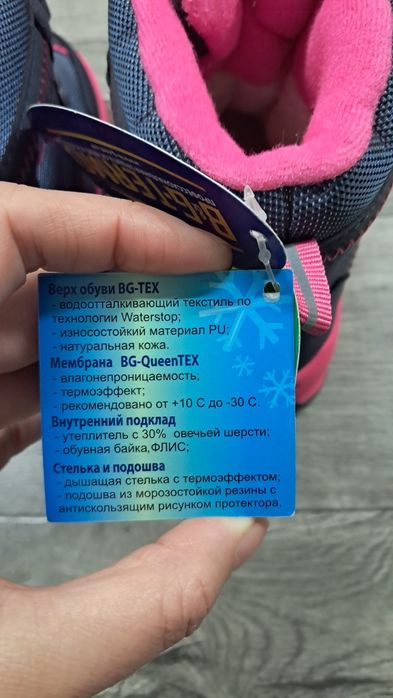 Верх обуви BG-TEX
- водоотталкивающий текстиль по
технологии Waterstop;
- износостойкий материал PU;
- натуральная кожа.
Мембрана BG-QueenTEX
- влагонепроницаемость;
- термоэффект;
- рекомендовано от +10 С до -30 С.
Внутренний подклад
- утеплитель с 30% овечьей шерсти;
- обувная байка,ФЛИС;
Стелька и подошва
- дышащая стелька с термоэффектом;
- подошва из морозостойкой резины с
антискользящим рисунком протектора.